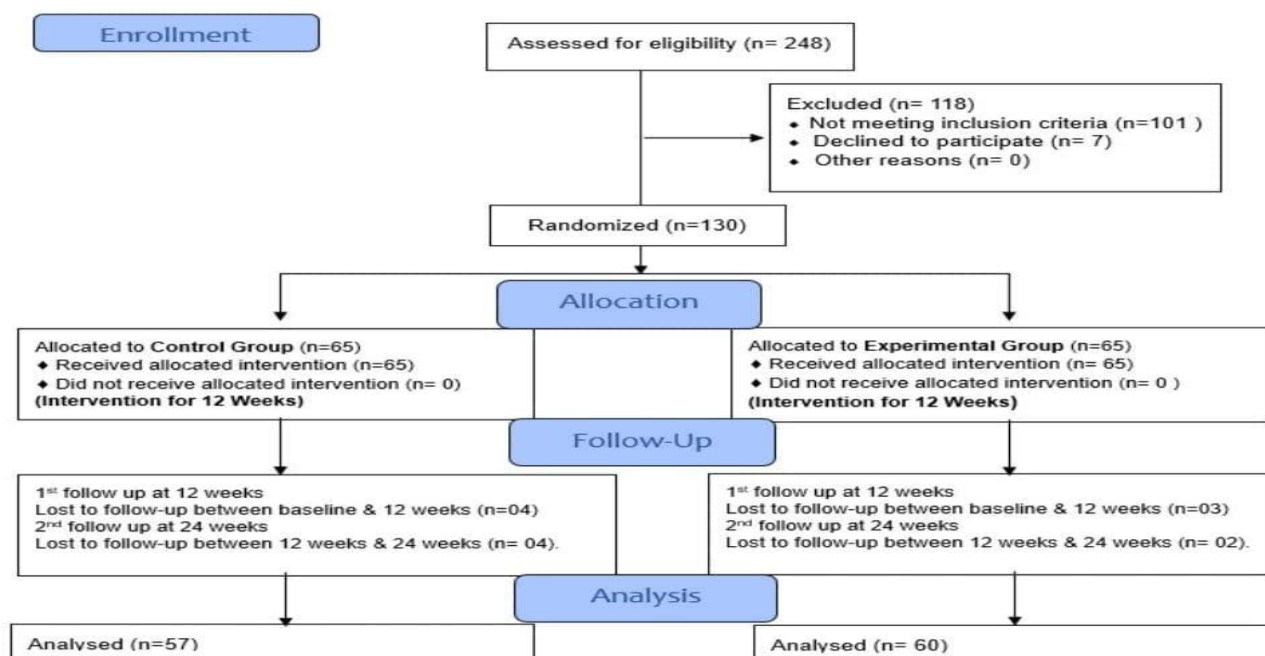 Enrollment
Assessed for eligibility (n= 248)
Excluded (n= 118)
◆ Not meeting inclusion criteria (n=101 )
◆ Declined to participate (n= 7)
◆ Other reasons (n= 0)
Randomized (n=130)
Allocation
Allocated to Control Group (n=65)
◆ Received allocated intervention (n=65)
◆ Did not receive allocated intervention (n= 0)
(Intervention for 12 Weeks)
Allocated to Experimental Group (n=65)
◆ Received allocated intervention (n= 65)
◆ Did not receive allocated intervention (n= 0 )
(Intervention for 12 Weeks)
Follow-Up
1st follow up at 12 weeks
Lost to follow-up between baseline & 12 weeks (n=04)
2nd follow up at 24 weeks
Lost to follow-up between 12 weeks & 24 weeks (n= 04).
1st follow up at 12 weeks
Lost to follow-up between baseline & 12 weeks (n=03)
2nd follow up at 24 weeks
Lost to follow-up between 12 weeks & 24 weeks (n= 02).
Analysis
Analysed (n=57)
Analysed (n= 60)